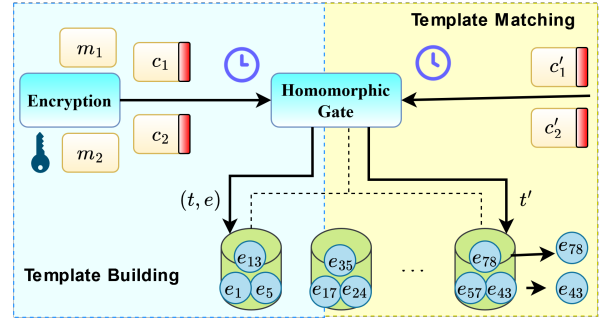 Template Matching
m₁
c₁
c′₁
Encryption
Homomorphic
Gate
m₂
c₂
c′₂
(t, e)
t′
e₁₃
e₃₅
e₇₈
e₇₈
Template Building
e₁ e₅
e₁₇ e₂₄
...
e₅₇ e₄₃
e₄₃